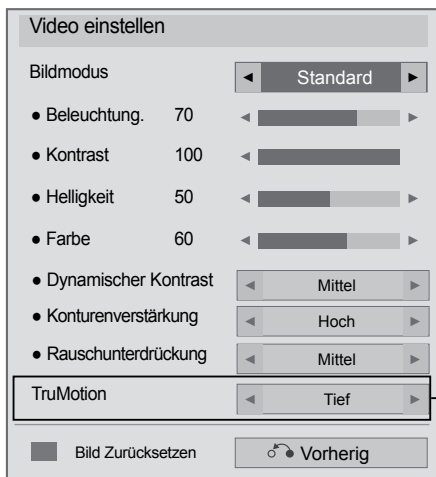 Video einstellen
Bildmodus ◄ Standard ►
● Beleuchtung. 70
● Kontrast 100
● Helligkeit 50
● Farbe 60
● Dynamischer Kontrast ◄ Mittel ►
● Konturenverstärkung ◄ Hoch ►
● Rauschunterdrückung ◄ Mittel ►
TruMotion ◄ Tief ►
Bild Zurücksetzen Vorherig